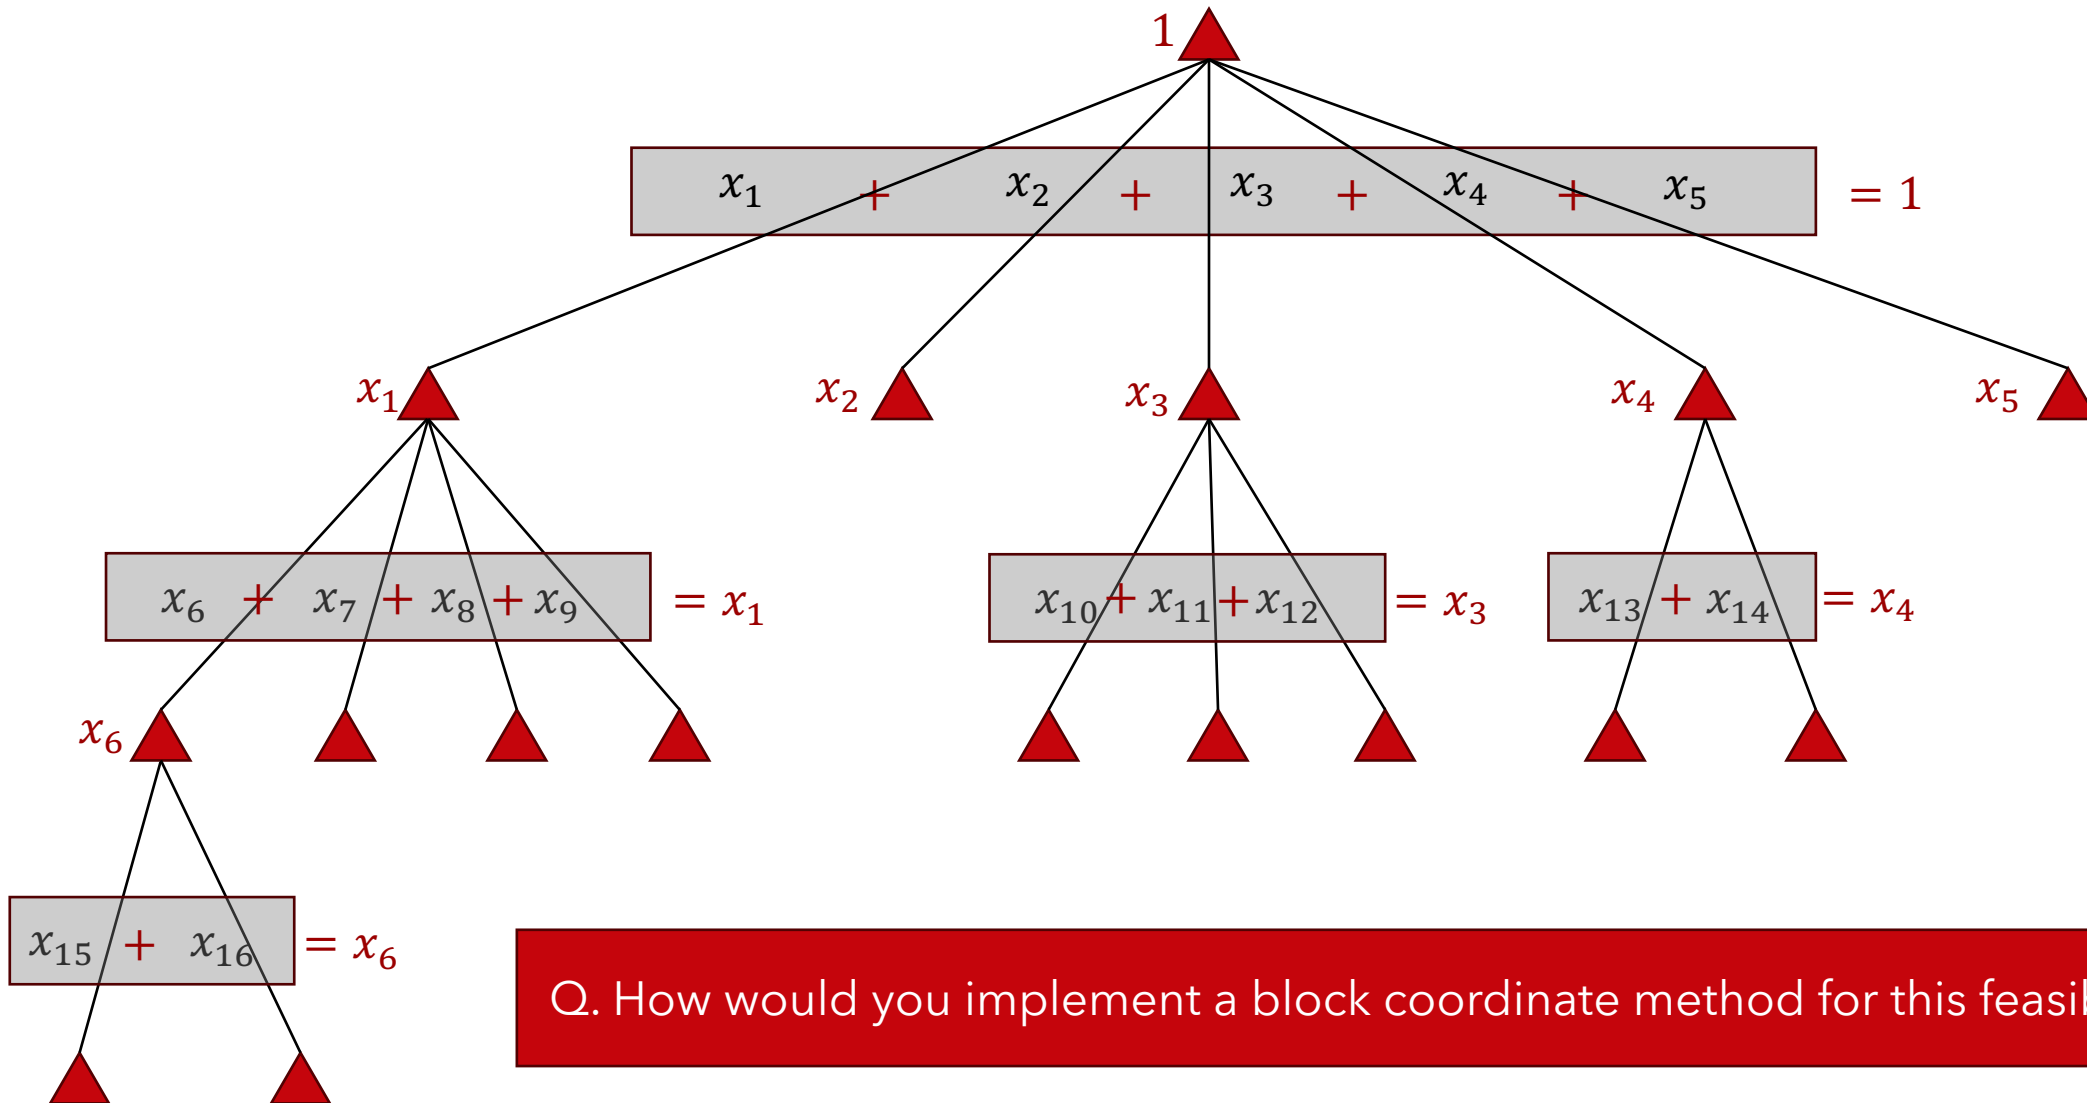 1
x₁ + x₂ + x₃ + x₄ + x₅ = 1
x₁ x₂ x₃ x₄ x₅
x₆ + x₇ + x₈ + x₉ = x₁ x₁₀ + x₁₁ + x₁₂ = x₃ x₁₃ + x₁₄ = x₄
x₆
x₁₅ + x₁₆ = x₆
Q. How would you implement a block coordinate method for this